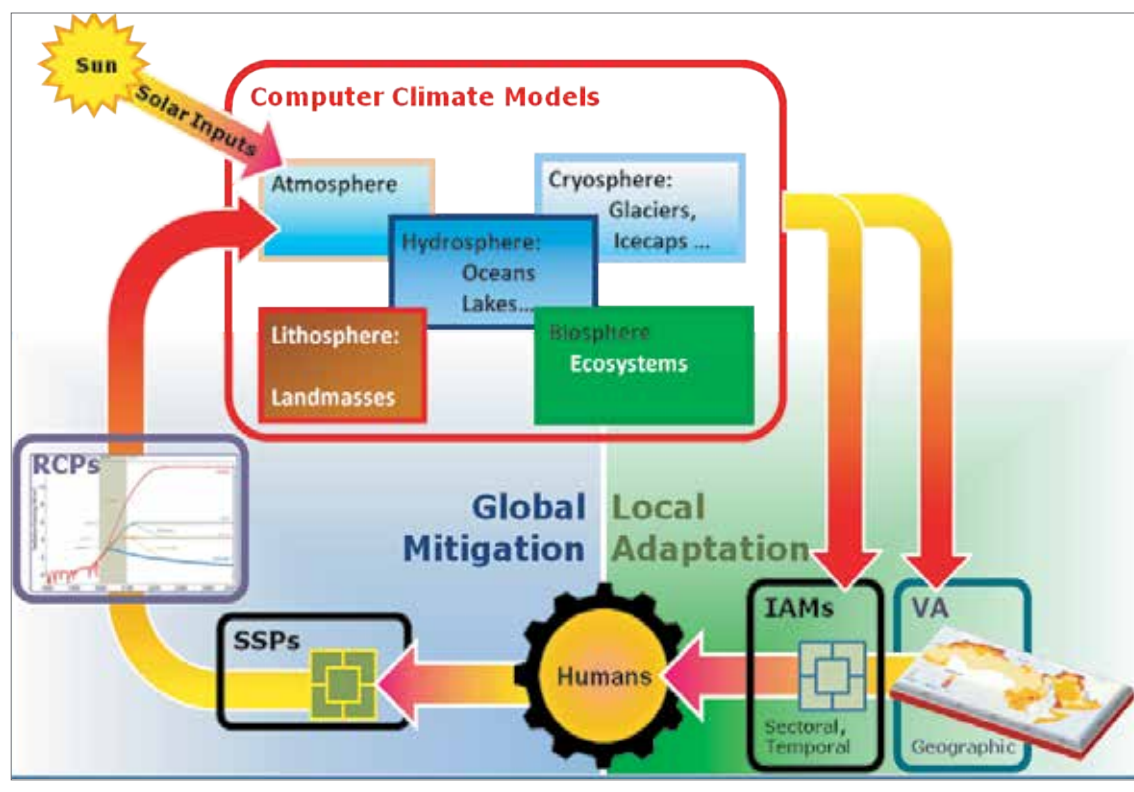 Sun
Solar Inputs
Computer Climate Models
Atmosphere
Cryosphere:
Glaciers,
Icecaps ...
Hydrosphere:
Oceans
Lakes...
Lithosphere:
Landmasses
Biosphere
Ecosystems
RCPs
Global
Mitigation
Local
Adaptation
SSPs
Humans
IAMs
Sectoral,
Temporal
VA
Geographic